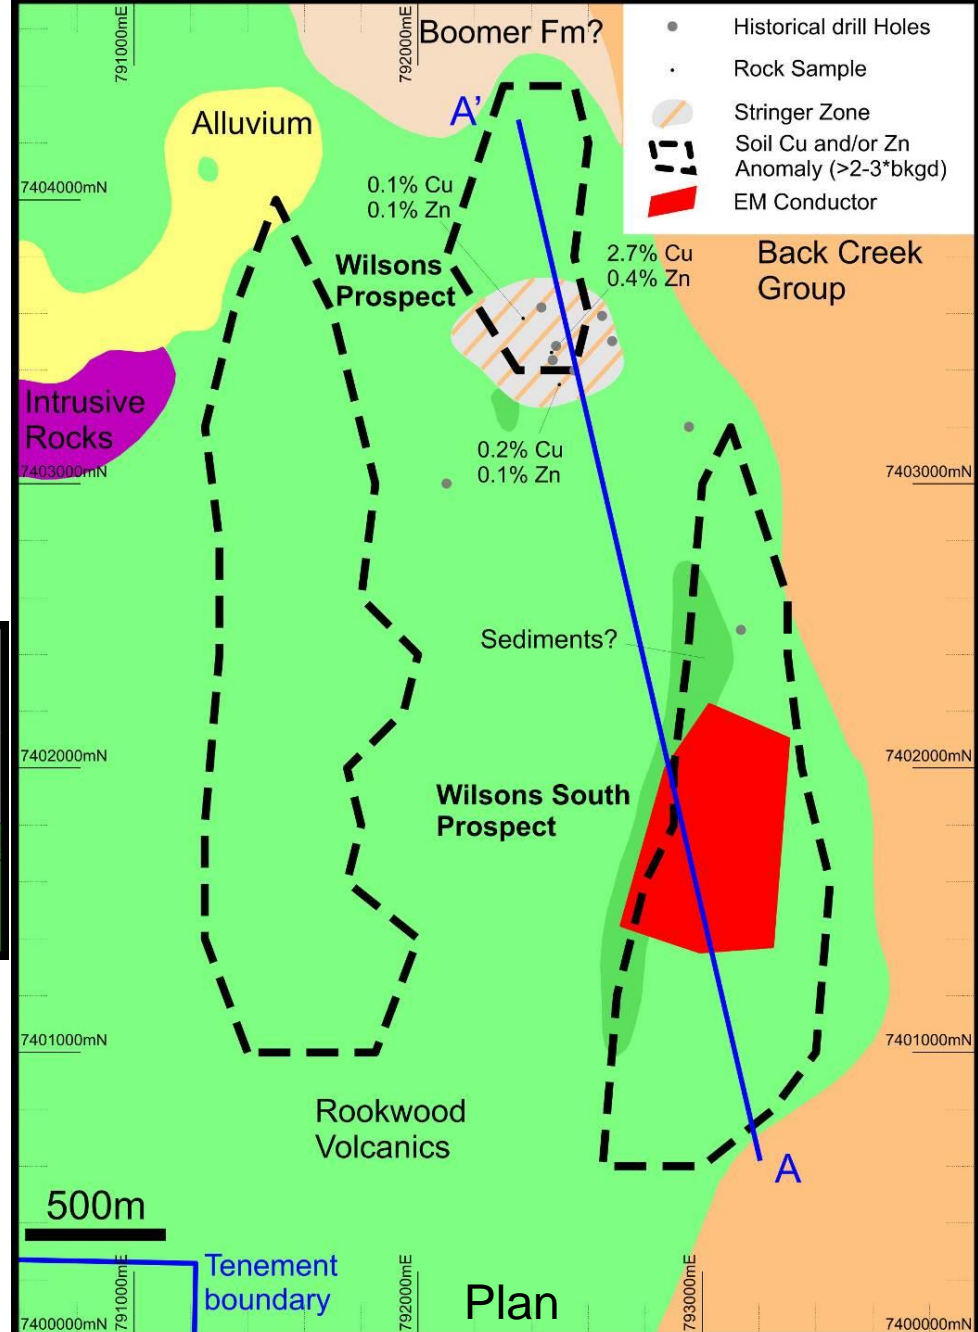 791000mE
792000mE
Boomer Fm?
Historical drill Holes
Rock Sample
Stringer Zone
Soil Cu and/or Zn
Anomaly (>2-3*bkgd)
EM Conductor
A'
Alluvium
7404000mN
0.1% Cu
0.1% Zn
2.7% Cu
0.4% Zn
Back Creek
Group
Wilsons
Prospect
Intrusive
Rocks
0.2% Cu
0.1% Zn
7403000mN
7403000mN
Sediments?
7402000mN
7402000mN
Wilsons South
Prospect
7401000mN
7401000mN
Rookwood
Volcanics
A
500m
Tenement
boundary
Plan
7400000mN
791000mE
792000mE
793000mE
7400000mN